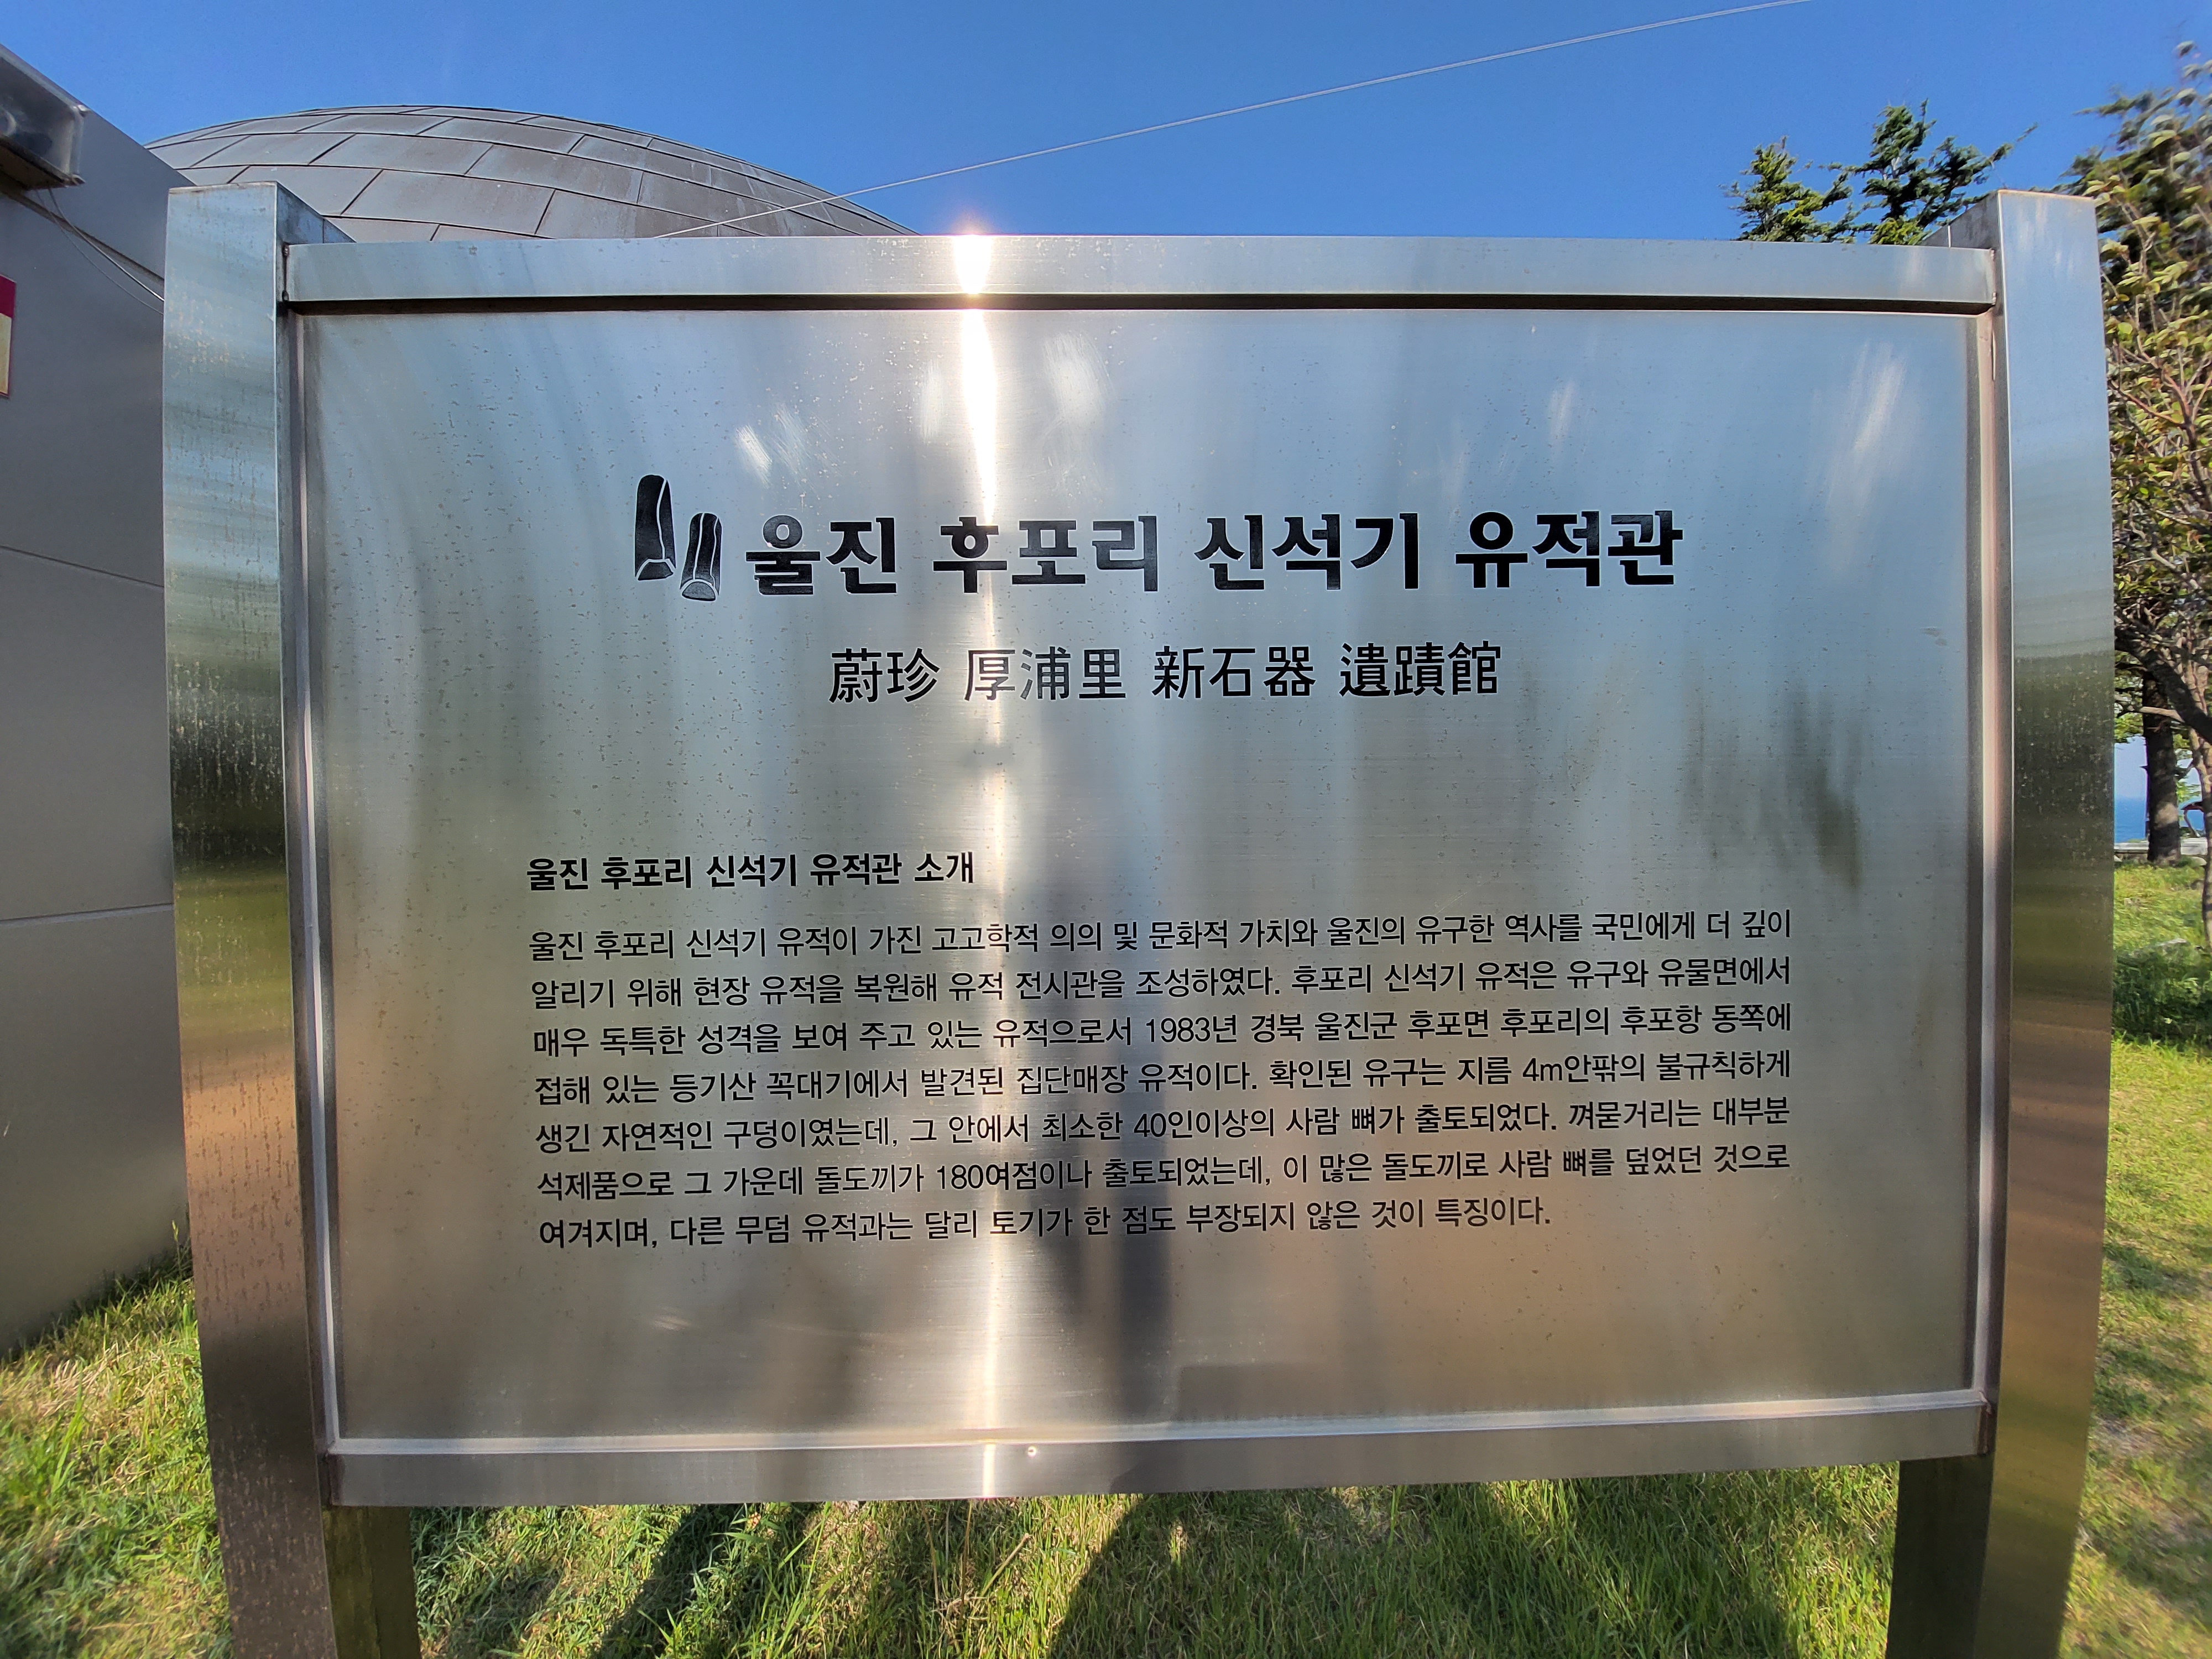 울진 후포리 신석기 유적관
蔚珍 厚浦里 新石器 遺蹟館
울진 후포리 신석기 유적관 소개
울진 후포리 신석기 유적이 가진 고고학적 의의 및 문화적 가치와 울진의 유구한 역사를 국민에게 더 깊이
알리기 위해 현장 유적을 복원해 유적 전시관을 조성하였다. 후포리 신석기 유적은 유구와 유물면에서
매우 독특한 성격을 보여 주고 있는 유적으로서 1983년 경북 울진군 후포면 후포리의 후포항 동쪽에
접해 있는 등기산 꼭대기에서 발견된 집단매장 유적이다. 확인된 유구는 지름 4m안팎의 불규칙하게
생긴 자연적인 구덩이였는데, 그 안에서 최소한 40인이상의 사람 뼈가 출토되었다. 껴묻거리는 대부분
석제품으로 그 가운데 돌도끼가 180여점이나 출토되었는데, 이 많은 돌도끼로 사람 뼈를 덮었던 것으로
여겨지며, 다른 무덤 유적과는 달리 토기가 한 점도 부장되지 않은 것이 특징이다.